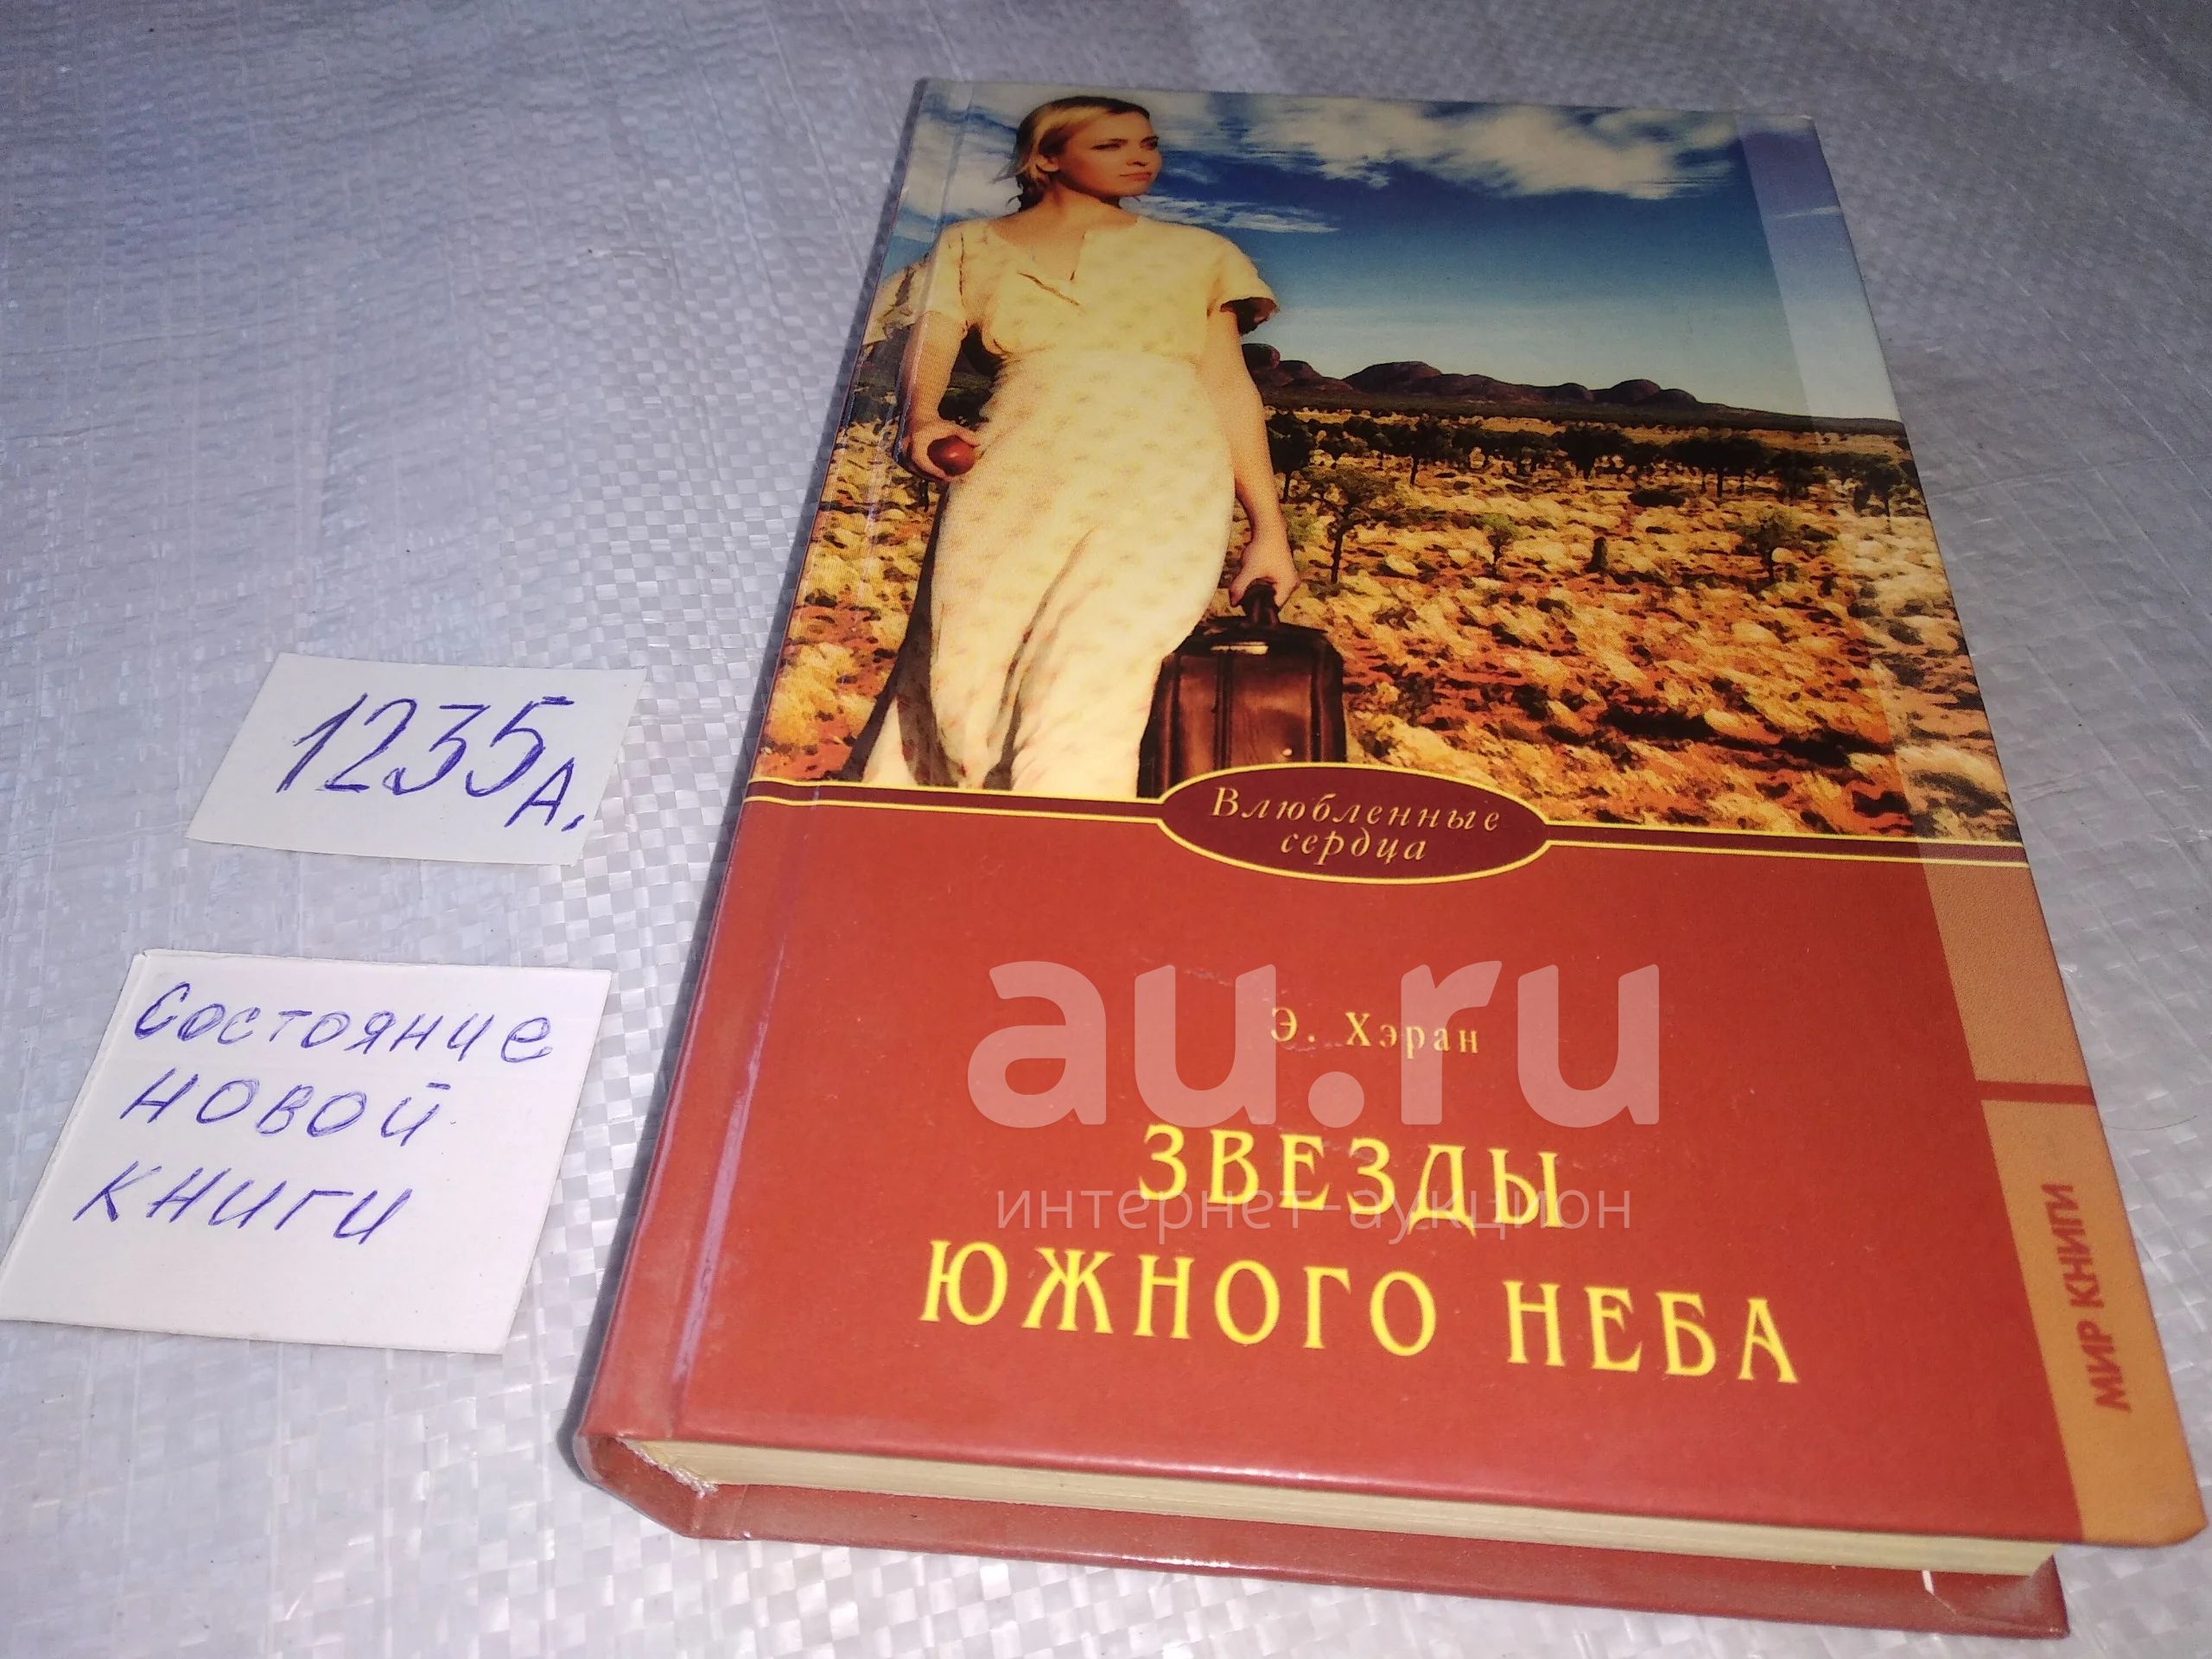 1235А.
Состояние
новой
книги
Влюбленные
сердца
Э. Хэран
ЗВЕЗДЫ
ЮЖНОГО НЕБА
МИР КНИГИ
au.ru
интернет-аукцион